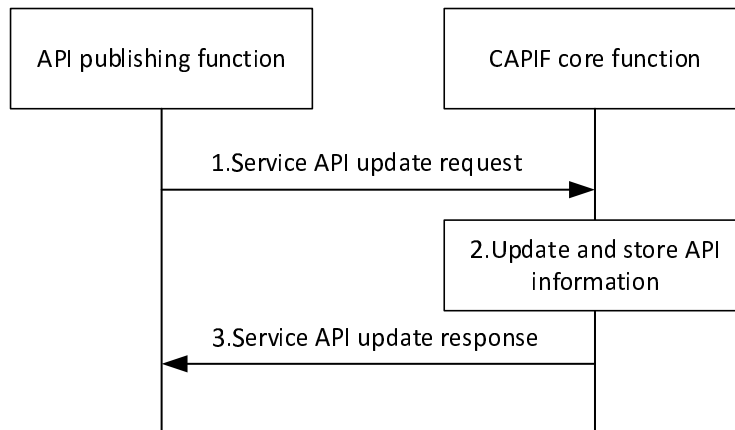 API publishing function
CAPIF core function
1.Service API update request
2.Update and store API
information
3.Service API update response